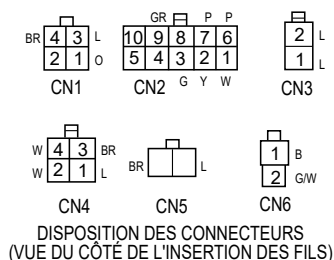 GR P P
BR 4 3 L
10 9 8 7 6
2
L
2 1 O
5 4 3 2 1
1
L
G Y W
CN1
CN2
CN3
W 4 3 BR
W 2 1 L
BR L
1 B
2 G/W
CN4
CN5
CN6
DISPOSITION DES CONNECTEURS
(VUE DU CÔTÉ DE L'INSERTION DES FILS)